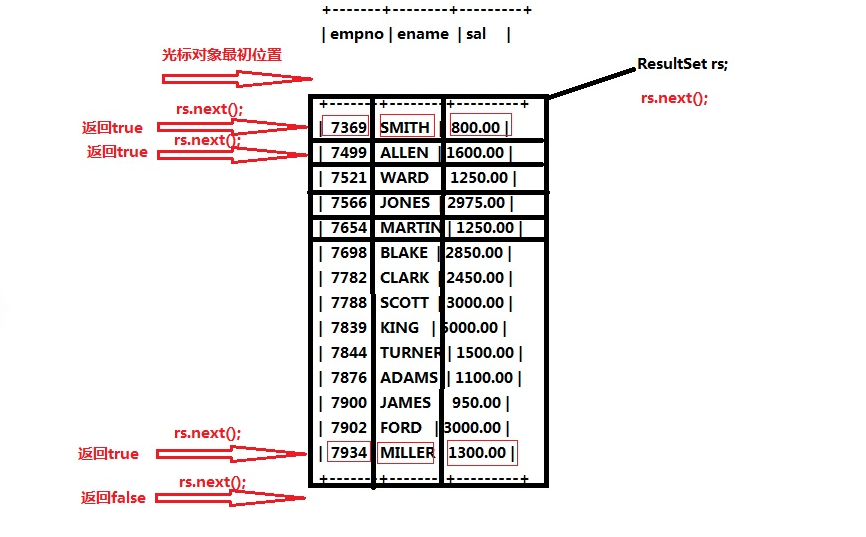 +-------+--------+---------+
| empno | ename | sal |
光标对象最初位置
ResultSet rs;
rs.next();
+-------+--------+---------+
rs.next();
返回true
| 7369 SMITH | 800.00 |
rs.next();
返回true
| 7499 ALLEN | 1600.00 |
| 7521 WARD 1250.00 |
| 7566 JONES | 2975.00 |
| 7654 MARTIN | 1250.00 |
| 7698 BLAKE | 2850.00 |
| 7782 CLARK | 2450.00 |
| 7788 SCOTT | 3000.00 |
| 7839 KING | 5000.00 |
| 7844 TURNER | 1500.00 |
| 7876 ADAMS | 1100.00 |
| 7900 JAMES 950.00 |
| 7902 FORD | 3000.00 |
rs.next();
返回true
| 7934 MILLER 1300.00 |
+-------+--------+---------+
rs.next();
返回false